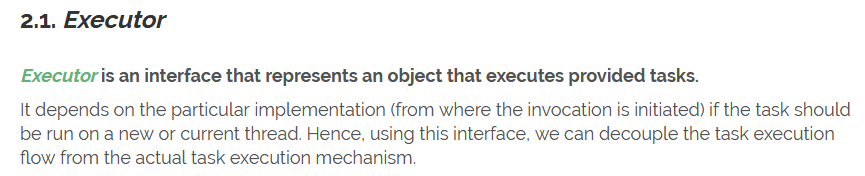 2.1. Executor
Executor is an interface that represents an object that executes provided tasks.
It depends on the particular implementation (from where the invocation is initiated) if the task should
be run on a new or current thread. Hence, using this interface, we can decouple the task execution
flow from the actual task execution mechanism.